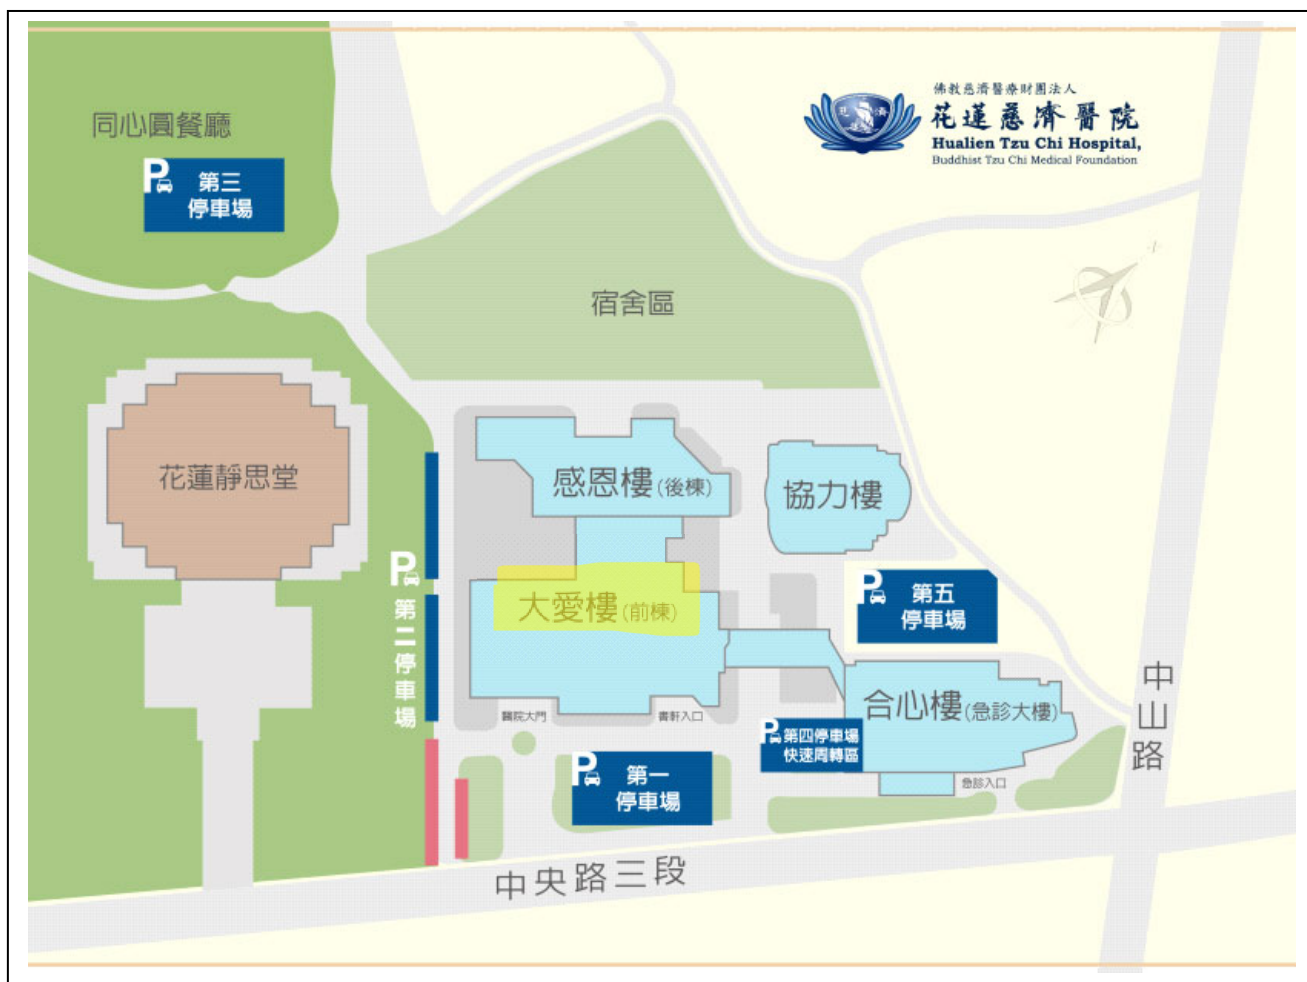 佛教慈濟醫療財團法人
花蓮慈濟醫院
Hualien Tzu Chi Hospital,
Buddhist Tzu Chi Medical Foundation
同心圓餐廳
P 第三
停車場
宿舍區
花蓮靜思堂
感恩樓(後棟)
協力樓
P
第二停車場
大愛樓(前棟)
P 第五
停車場
中山路
合心樓(急診大樓)
醫院大門
書軒入口
P 第四停車場
快速周轉區
急診入口
P 第一
停車場
中央路三段